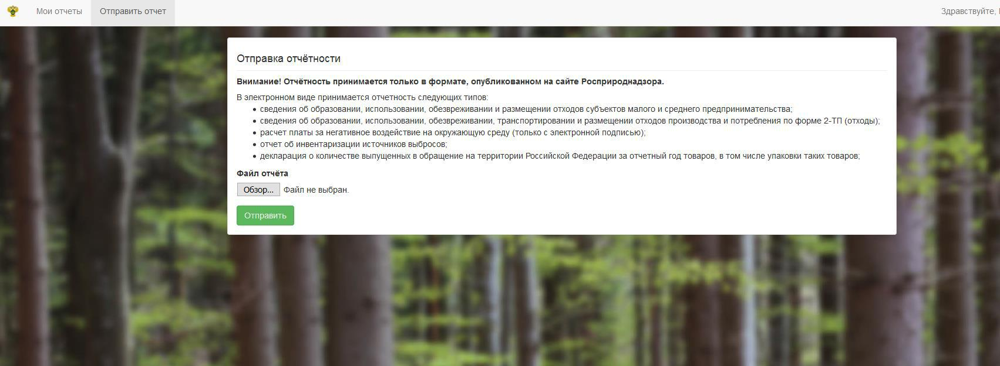 Мои отчеты Отправить отчет Здравствуйте,
Отправка отчётности
Внимание! Отчётность принимается только в формате, опубликованном на сайте Росприроднадзора.
В электронном виде принимается отчетность следующих типов:
• сведения об образовании, использовании, обезвреживании и размещении отходов субъектов малого и среднего предпринимательства;
• сведения об образовании, использовании, обезвреживании, транспортировании и размещении отходов производства и потребления по форме 2-ТП (отходы);
• расчет платы за негативное воздействие на окружающую среду (только с электронной подписью);
• отчет об инвентаризации источников выбросов;
• декларация о количестве выпущенных в обращение на территории Российской Федерации за отчетный год товаров, в том числе упаковки таких товаров;
Файл отчёта
Обзор... Файл не выбран.
Отправить